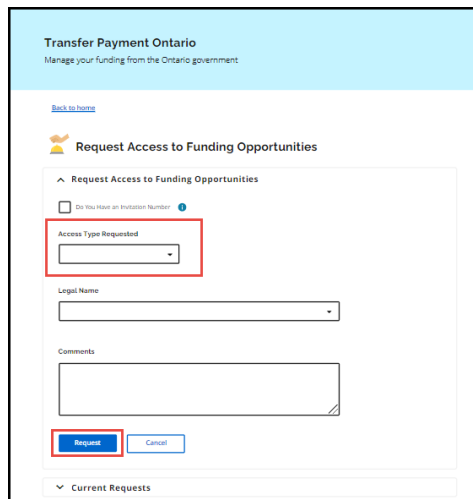 Transfer Payment Ontario
Manage your funding from the Ontario government
Back to home
Request Access to Funding Opportunities
Request Access to Funding Opportunities
Do You Have an Invitation Number
Access Type Requested
Legal Name
Comments
Request
Cancel
Current Requests